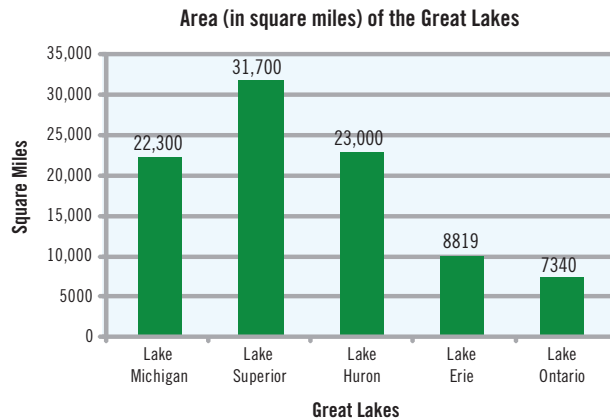 Area (in square miles) of the Great Lakes
35,000
30,000
25,000
20,000
15,000
10,000
5000
0
Square Miles
22,300
31,700
23,000
8819
7340
Lake
Michigan
Lake
Superior
Lake
Huron
Lake
Erie
Lake
Ontario
Great Lakes